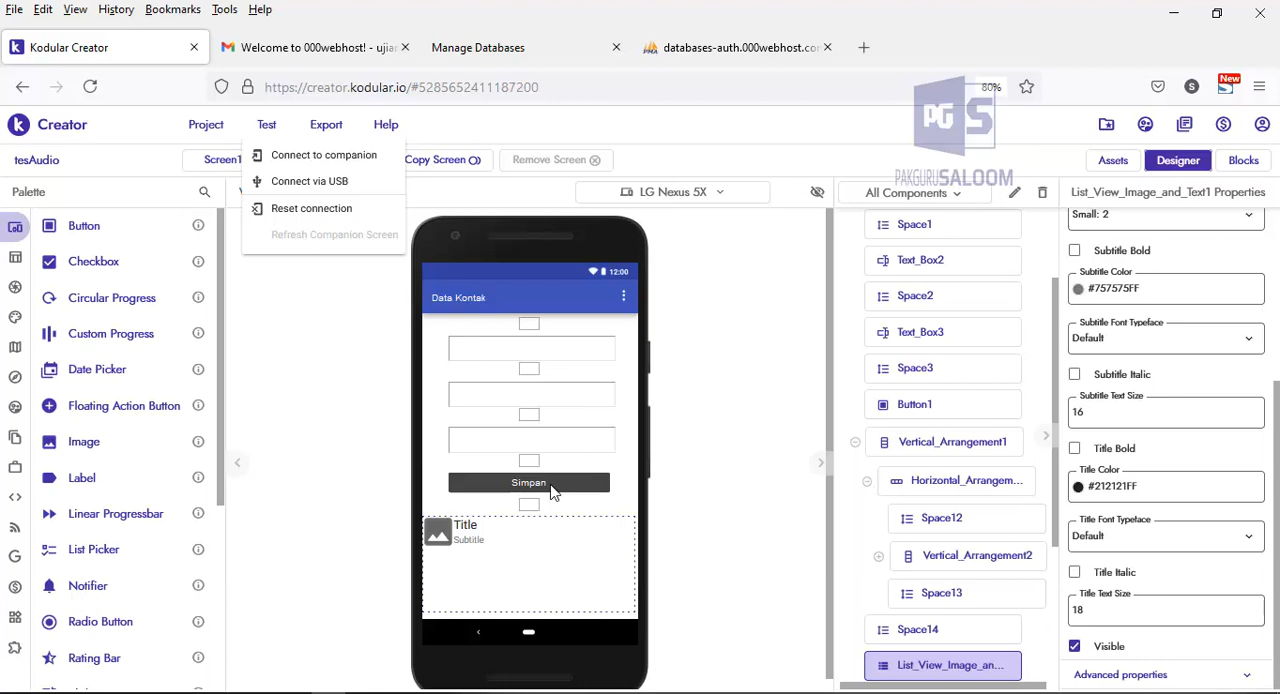 File Edit View History Bookmarks Tools Help
Kodular Creator
Welcome to 000webhost! - ujian
Manage Databases
databases-auth.000webhost.com
https://creator.kodular.io/#5285652411187200
80%
S
New
k Creator
Project Test Export Help
PG S
PAKGURUSALOOM
tesAudio
Screen1
Copy Screen
Remove Screen
Assets
Designer
Blocks
Connect to companion
Connect via USB
Reset connection
Refresh Companion Screen
Palette
LG Nexus 5X
All Components
List_View_Image_and_Text1 Properties
Button
Checkbox
Circular Progress
Custom Progress
Date Picker
Floating Action Button
Image
Label
Linear Progressbar
List Picker
Notifier
Radio Button
Rating Bar
12:00
Data Kontak
Simpan
Title
Subtitle
Space1
Text_Box2
Space2
Text_Box3
Space3
Button1
Vertical_Arrangement1
Horizontal_Arrangem...
Space12
Vertical_Arrangement2
Space13
Space14
List_View_Image_an...
Small: 2
Subtitle Bold
Subtitle Color
#757575FF
Subtitle Font Typeface
Default
Subtitle Italic
Subtitle Text Size
16
Title Bold
Title Color
#212121FF
Title Font Typeface
Default
Title Italic
Title Text Size
18
Visible
Advanced properties